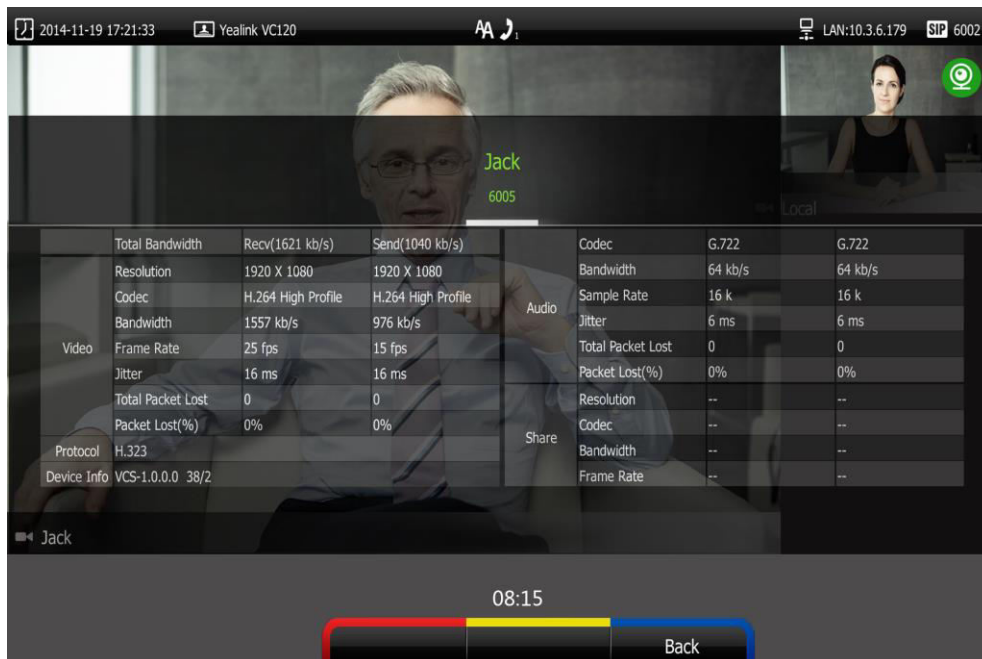 2014-11-19 17:21:33 Yealink VC120 AA 1 LAN:10.3.6.179 SIP 6002
Jack
6005
Local
Total Bandwidth Recv(1621 kb/s) Send(1040 kb/s)
Video
Resolution 1920 X 1080 1920 X 1080
Codec H.264 High Profile H.264 High Profile
Bandwidth 1557 kb/s 976 kb/s
Frame Rate 25 fps 15 fps
Jitter 16 ms 16 ms
Total Packet Lost 0 0
Packet Lost(%) 0% 0%
Protocol H.323
Device Info VCS-1.0.0.0 38/2
Audio
Codec G.722 G.722
Bandwidth 64 kb/s 64 kb/s
Sample Rate 16 k 16 k
Jitter 6 ms 6 ms
Total Packet Lost 0 0
Packet Lost(%) 0% 0%
Share
Resolution -- --
Codec -- --
Bandwidth -- --
Frame Rate -- --
Jack
08:15
Back